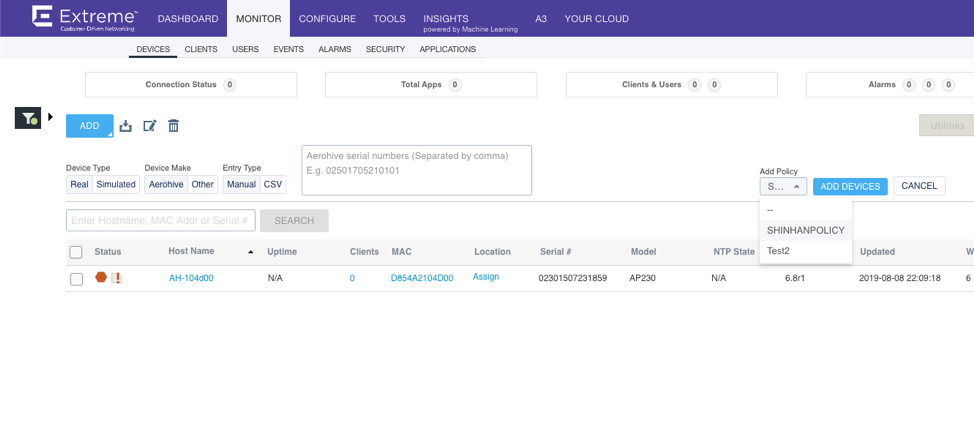 Extreme™
Customer-Driven Networking
DASHBOARD MONITOR CONFIGURE TOOLS INSIGHTS A3 YOUR CLOUD
powered by Machine Learning
DEVICES CLIENTS USERS EVENTS ALARMS SECURITY APPLICATIONS
Connection Status 0 Total Apps 0 Clients & Users 0 0 Alarms 0 0 0
ADD Utilities
Device Type Device Make Entry Type
Real Simulated Aerohive Other Manual CSV
Aerohive serial numbers (Separated by comma)
E.g. 02501705210101
Add Policy
S... ADD DEVICES CANCEL
--
SHINHANPOLICY
Test2
Enter Hostname, MAC Addr or Serial # SEARCH
Status Host Name Uptime Clients MAC Location Serial # Model NTP State Updated W
AH-104d00 N/A 0 D854A2104D00 Assign 02301507231859 AP230 N/A 6.8r1 2019-08-08 22:09:18 6